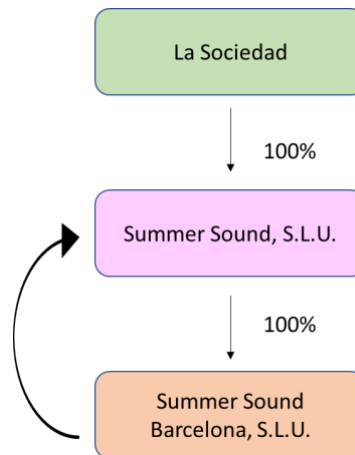 La Sociedad
100%
Summer Sound, S.L.U.
100%
Summer Sound
Barcelona, S.L.U.